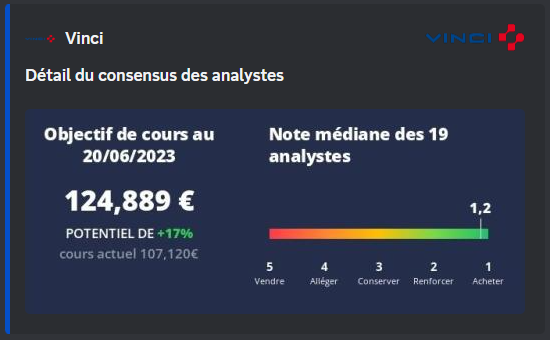 Vinci
VINCI
Détail du consensus des analystes
Objectif de cours au
20/06/2023
124,889 €
POTENTIEL DE +17%
cours actuel 107,120€
Note médiane des 19
analystes
1,2
5 4 3 2 1
Vendre Alléger Conserver Renforcer Acheter